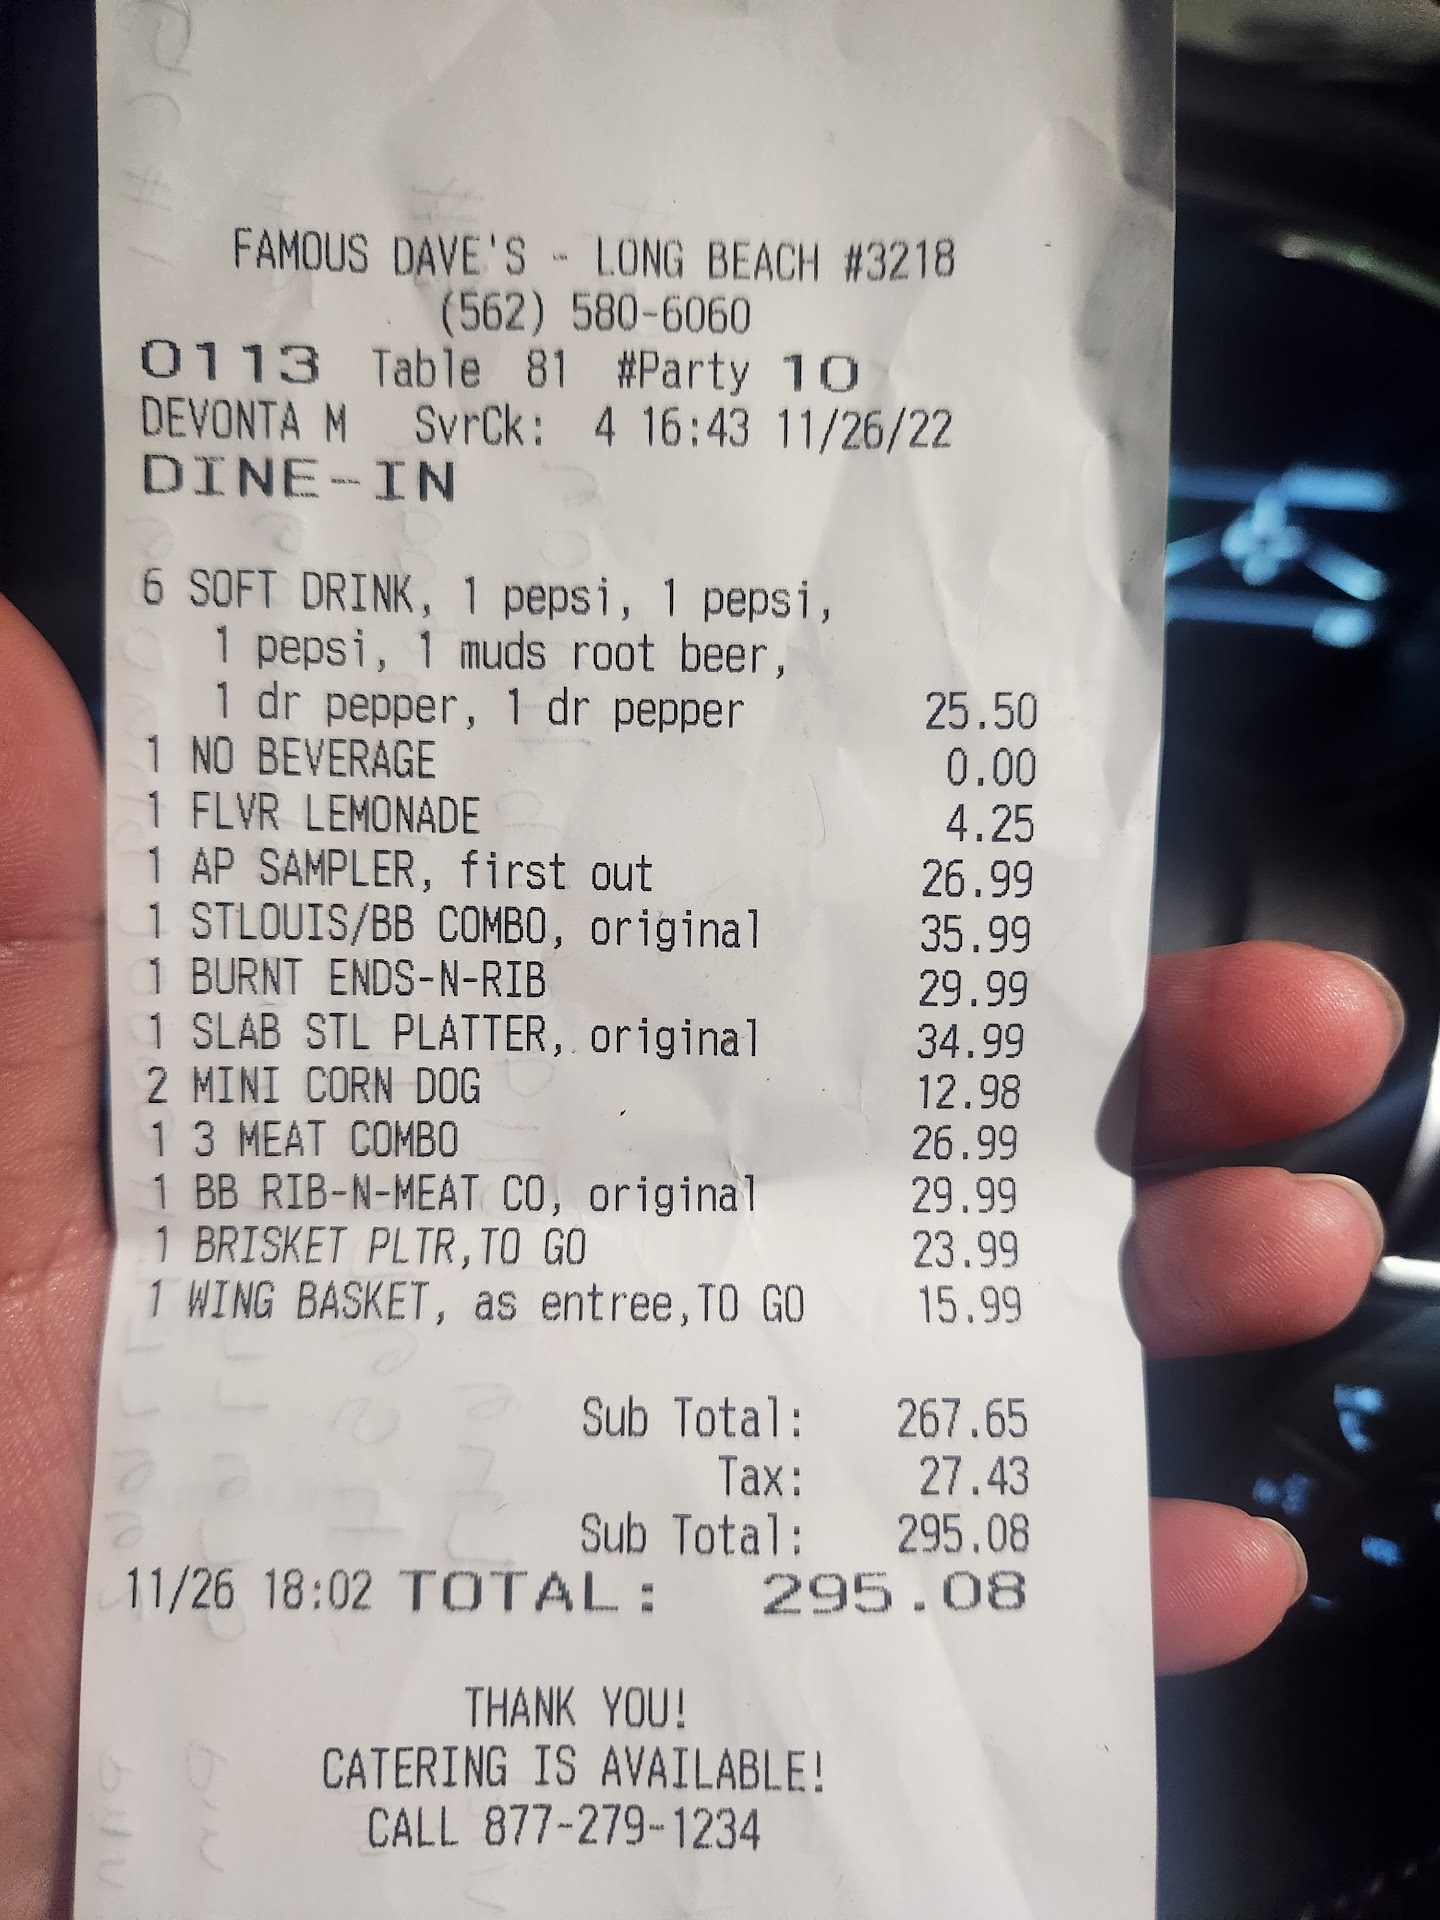 FAMOUS DAVE'S - LONG BEACH #3218
(562) 580-6060
0113 Table 81 #Party 10
DEVONTA M SvrCk: 4 16:43 11/26/22
DINE-IN
6 SOFT DRINK, 1 pepsi, 1 pepsi,
1 pepsi, 1 muds root beer,
1 dr pepper, 1 dr pepper 25.50
1 NO BEVERAGE 0.00
1 FLVR LEMONADE 4.25
1 AP SAMPLER, first out 26.99
1 STLOUIS/BB COMBO, original 35.99
1 BURNT ENDS-N-RIB 29.99
1 SLAB STL PLATTER, original 34.99
2 MINI CORN DOG 12.98
1 3 MEAT COMBO 26.99
1 BB RIB-N-MEAT CO, original 29.99
1 BRISKET PLTR,TO GO 23.99
1 WING BASKET, as entree,TO GO 15.99
Sub Total: 267.65
Tax: 27.43
Sub Total: 295.08
11/26 18:02 TOTAL: 295.08
THANK YOU!
CATERING IS AVAILABLE!
CALL 877-279-1234